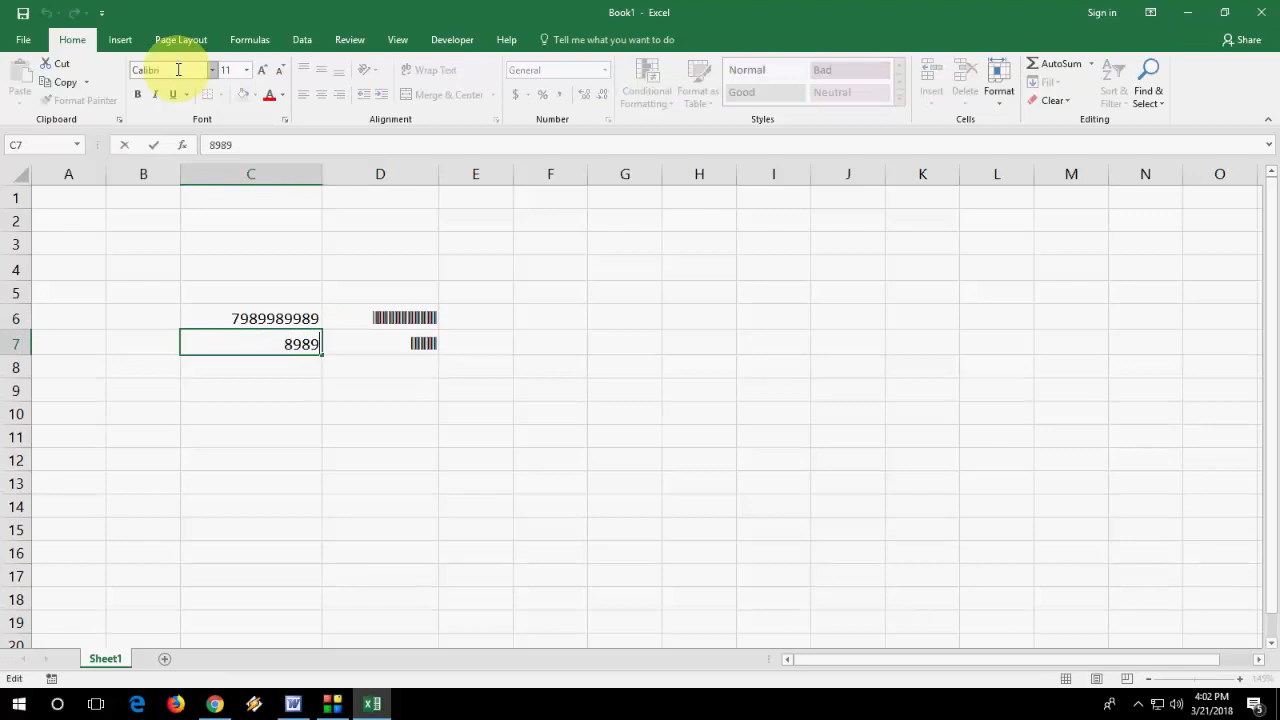 Book1 - Excel
Sign in
File Home Insert Page Layout Formulas Data Review View Developer Help Tell me what you want to do Share
Cut
Copy
Format Painter
Paste
Clipboard
Calibri 11
B I U
A
Font
Wrap Text
Merge & Center
Alignment
General
$ % ,
Number
Conditional Formatting
Format as Table
Normal Bad
Good Neutral
Styles
Insert Delete Format
Cells
AutoSum
Fill
Clear
Sort & Filter
Find & Select
Editing
C7 fx 8989
A B C D E F G H I J K L M N O
1
2
3
4
5
6 7989989989
7 8989
8
9
10
11
12
13
14
15
16
17
18
19
20
Sheet1
Edit 145%
4:02 PM
3/21/2018